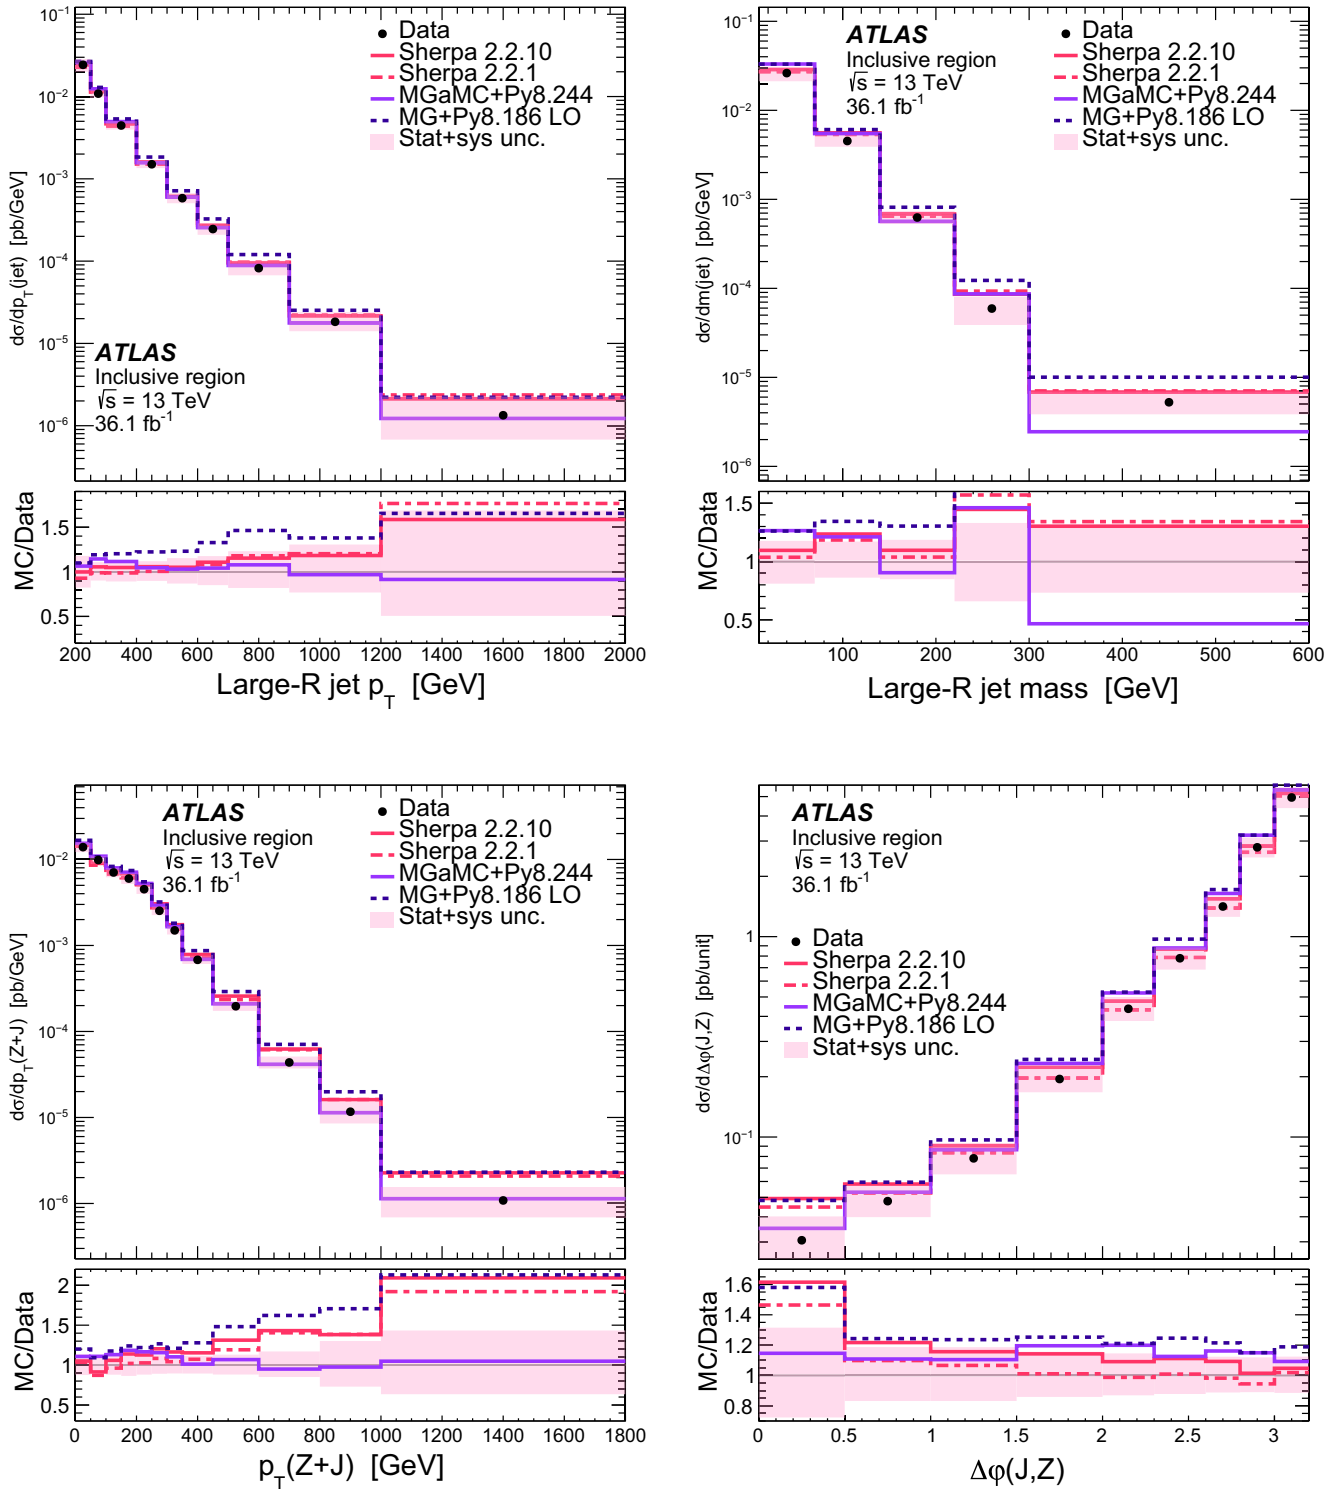 Data
Sherpa 2.2.10
Sherpa 2.2.1
MGaMC+Py8.244
MG+Py8.186 LO
Stat+sys unc.
10⁻¹
10⁻²
10⁻³
10⁻⁴
10⁻⁵
10⁻⁶
dσ/dp_T(jet) [pb/GeV]
ATLAS
Inclusive region
√s = 13 TeV
36.1 fb⁻¹
MC/Data
1.5
1
0.5
200 400 600 800 1000 1200 1400 1600 1800 2000
Large-R jet p_T [GeV]
ATLAS
Inclusive region
√s = 13 TeV
36.1 fb⁻¹
Data
Sherpa 2.2.10
Sherpa 2.2.1
MGaMC+Py8.244
MG+Py8.186 LO
Stat+sys unc.
10⁻¹
10⁻²
10⁻³
10⁻⁴
10⁻⁵
10⁻⁶
dσ/dm(jet) [pb/GeV]
MC/Data
1.5
1
0.5
100 200 300 400 500 600
Large-R jet mass [GeV]
ATLAS
Inclusive region
√s = 13 TeV
36.1 fb⁻¹
Data
Sherpa 2.2.10
Sherpa 2.2.1
MGaMC+Py8.244
MG+Py8.186 LO
Stat+sys unc.
10⁻²
10⁻³
10⁻⁴
10⁻⁵
10⁻⁶
dσ/dp_T(Z+J) [pb/GeV]
MC/Data
2
1.5
1
0.5
0 200 400 600 800 1000 1200 1400 1600 1800
p_T(Z+J) [GeV]
ATLAS
Inclusive region
√s = 13 TeV
36.1 fb⁻¹
Data
Sherpa 2.2.10
Sherpa 2.2.1
MGaMC+Py8.244
MG+Py8.186 LO
Stat+sys unc.
1
10⁻¹
dσ/dΔφ(J,Z) [pb/unit]
MC/Data
1.6
1.4
1.2
1
0.8
0 0.5 1 1.5 2 2.5 3
Δφ(J,Z)